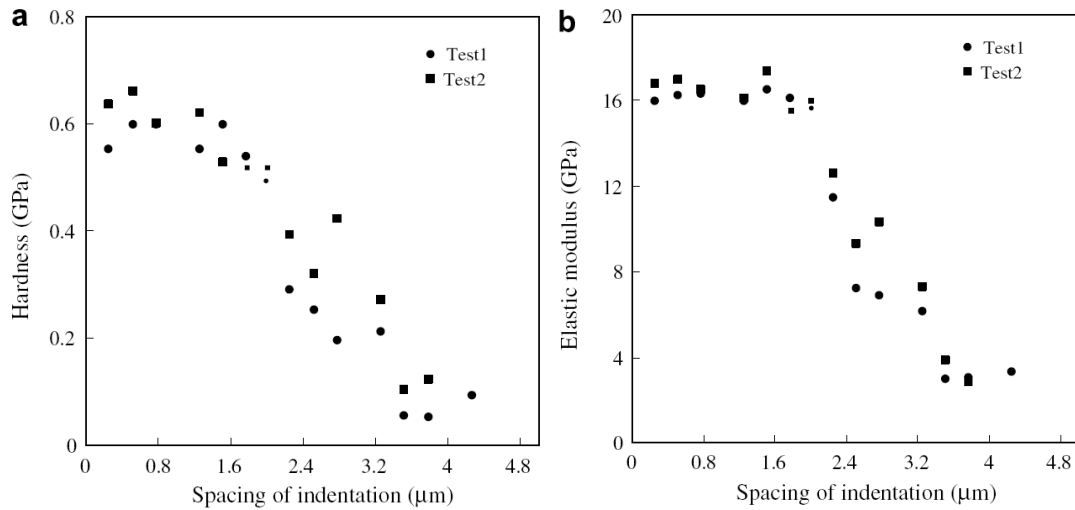 a
0.8
0.6
0.4
0.2
0
Hardness (GPa)
Test1
Test2
0 0.8 1.6 2.4 3.2 4 4.8
Spacing of indentation (μm)
b
20
16
12
8
4
0
Elastic modulus (GPa)
Test1
Test2
0 0.8 1.6 2.4 3.2 4 4.8
Spacing of indentation (μm)